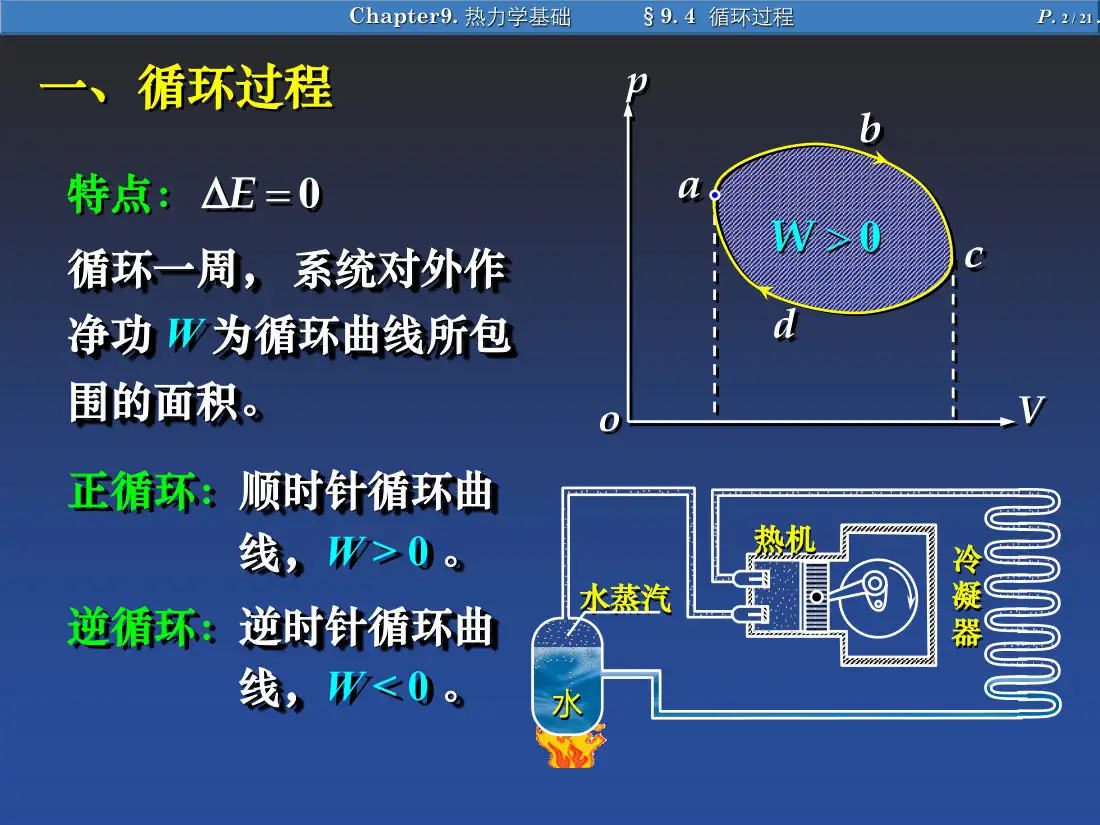 Chapter9. 热力学基础 §9. 4 循环过程 P. 2 / 21 .
一、循环过程
特点： ΔE = 0
循环一周， 系统对外作
净功 W 为循环曲线所包
围的面积。
正循环： 顺时针循环曲
线， W > 0 。
逆循环： 逆时针循环曲
线， W < 0 。
p
b
a
W > 0
c
d
o
V
热机
水蒸汽
冷
凝
器
水